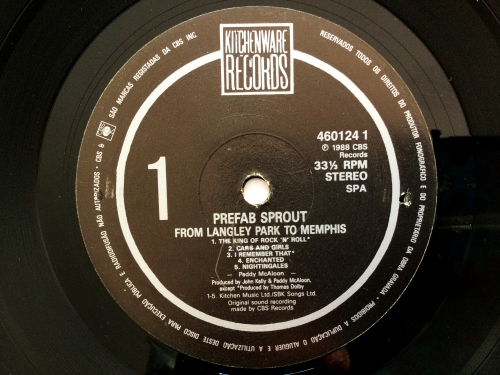 KITCHENWARE
RECORDS
1
460124 1
℗ 1988 CBS
Records
33⅓ RPM
STEREO
SPA
PREFAB SPROUT
FROM LANGLEY PARK TO MEMPHIS
1. THE KING OF ROCK 'N' ROLL*
2. CARS AND GIRLS
3. I REMEMBER THAT*
4. ENCHANTED
5. NIGHTINGALES
- Paddy McAloon -
Produced by John Kelly & Paddy McAloon,
except *Produced by Thomas Dolby
1-5. Kitchen Music Ltd./SBK Songs Ltd.
Original sound recording
made by CBS Records
RESERVADOS TODOS OS DIREITOS DO PRODUTOR FONOGRÁFICO E DO PROPRIETÁRIO DA OBRA GRAVADA. PROIBIDOS A DUPLICAÇÃO O ALUGUER E A UTILIZAÇÃO DESTE DISCO PARA EXECUÇÃO PÚBLICA E RADIODIFUSÃO NÃO AUTORIZADOS - CBS & SÃO MARCAS REGISTADAS DA CBS INC.